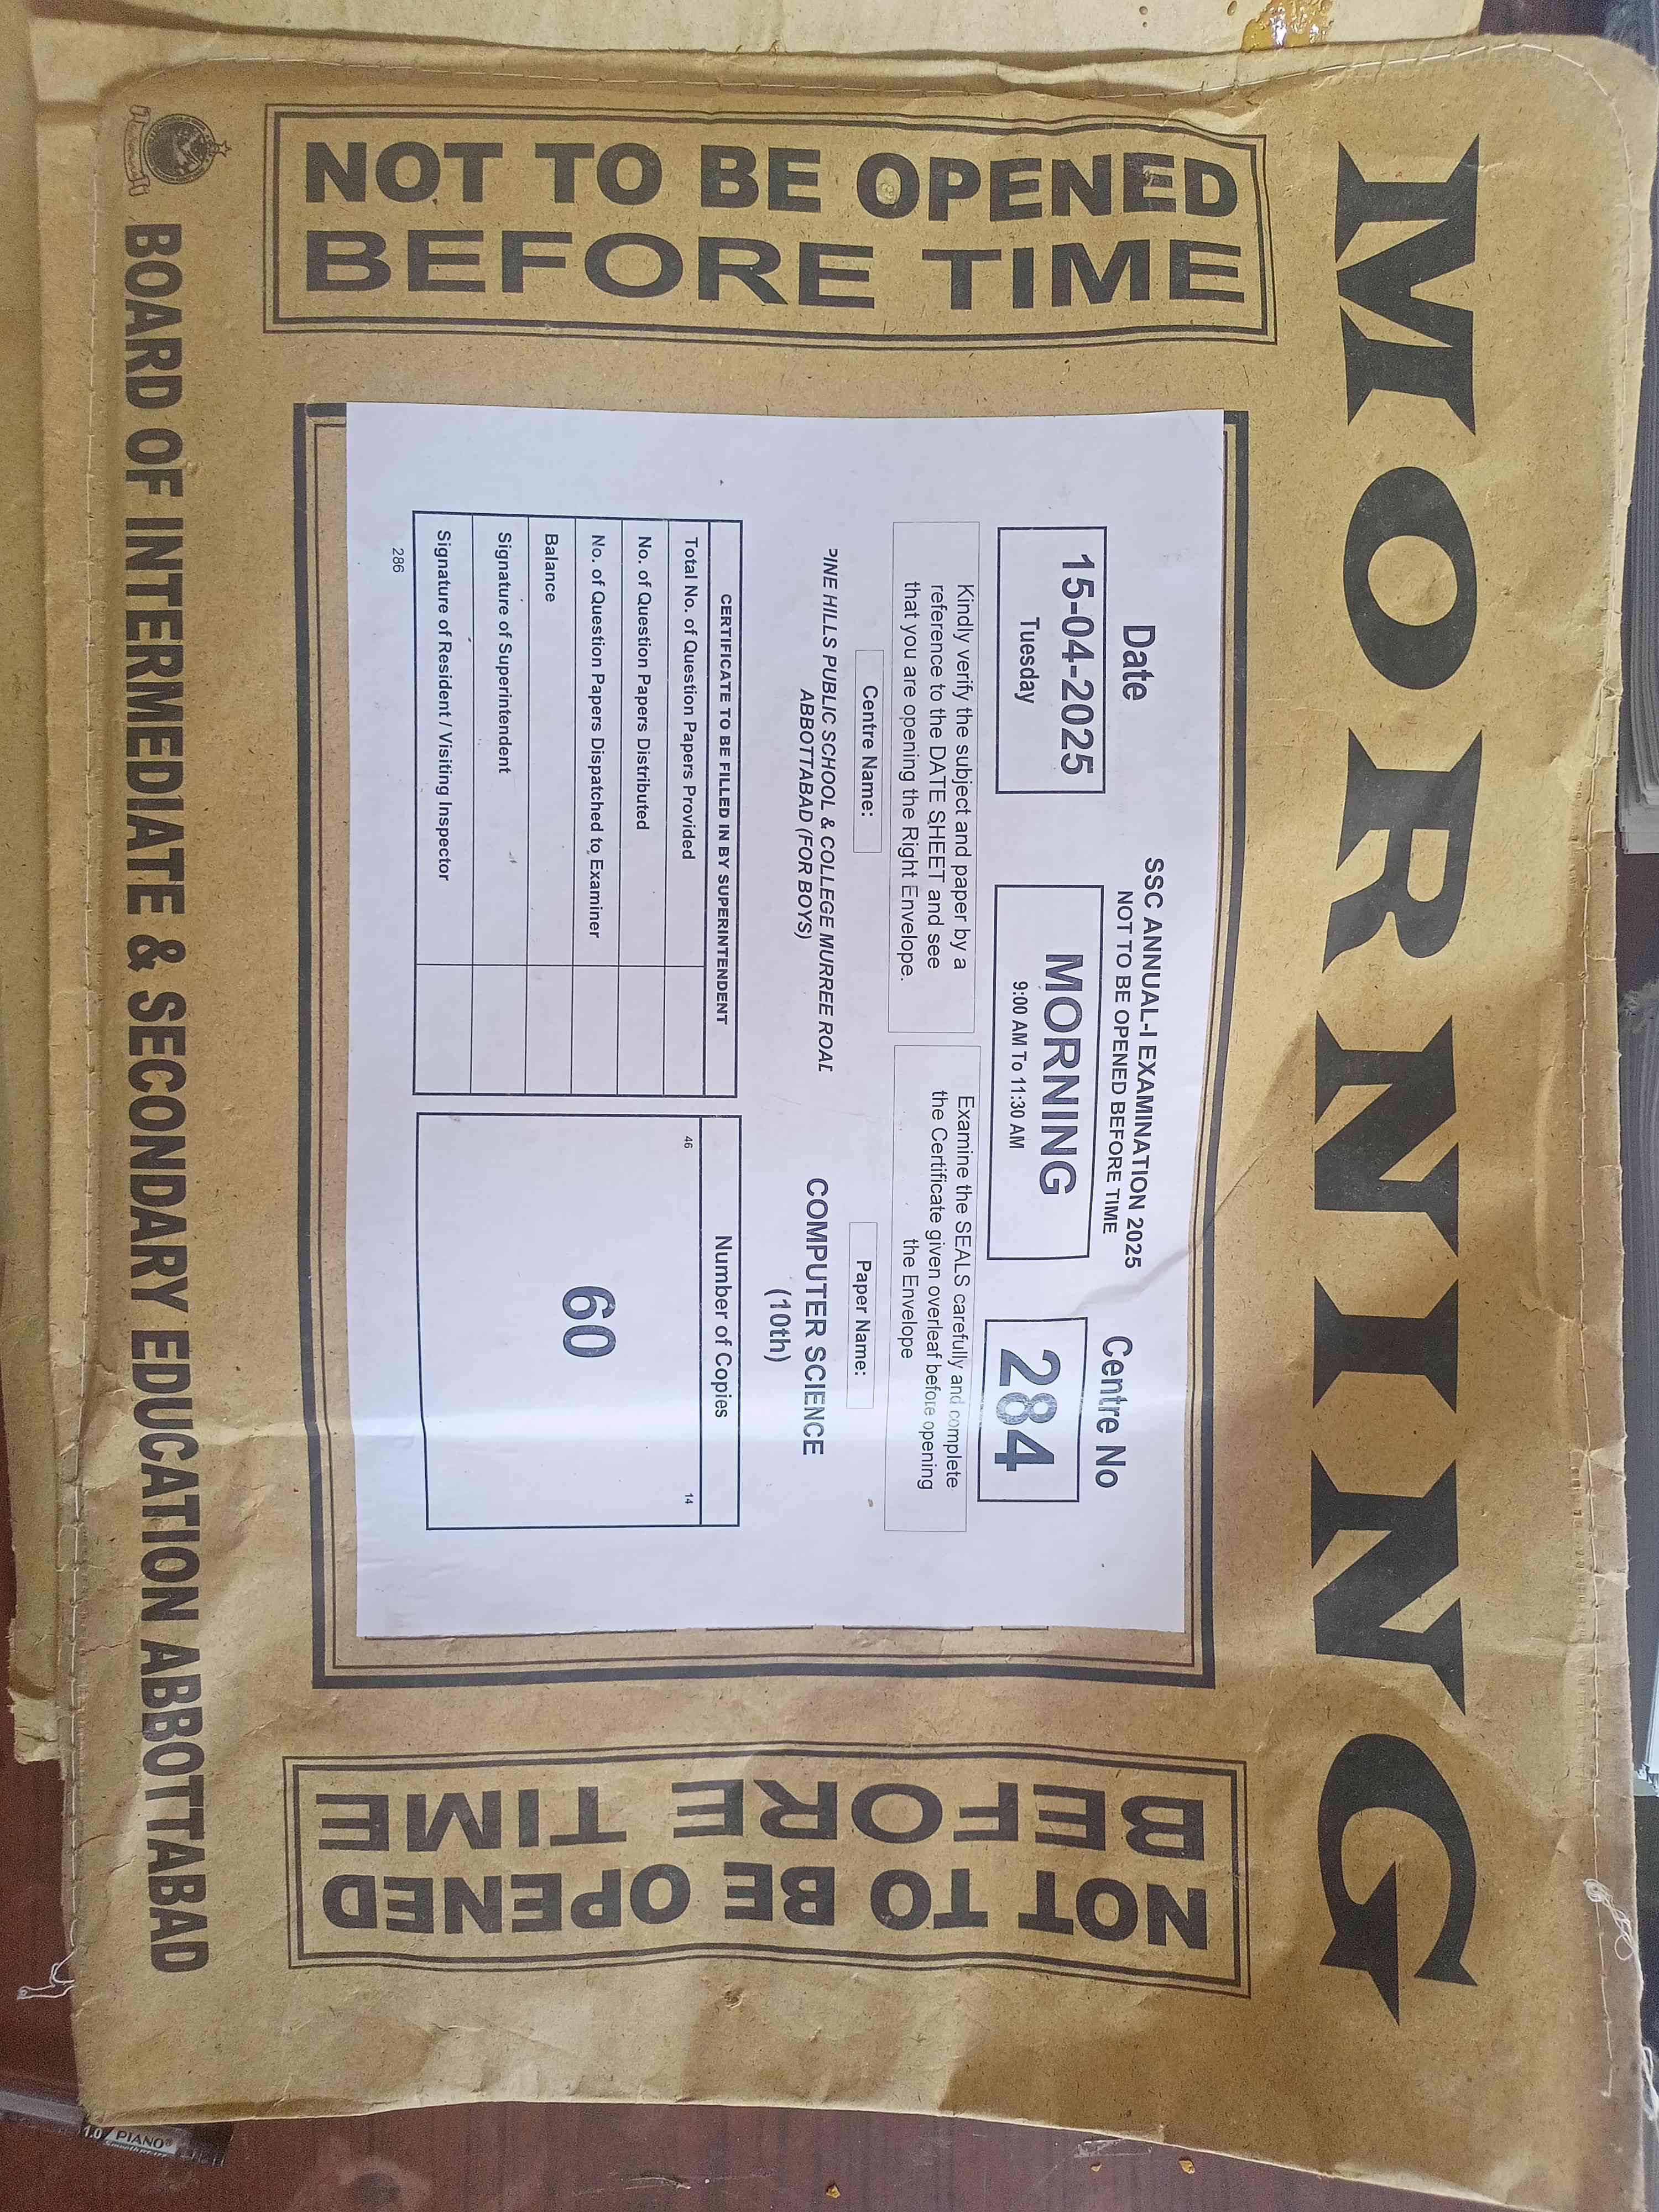 MORNING
NOT TO BE OPENED
BEFORE TIME
SSC ANNUAL-I EXAMINATION 2025
NOT TO BE OPENED BEFORE TIME
Date
15-04-2025
Tuesday
MORNING
9:00 AM To 11:30 AM
Centre No
284
Kindly verify the subject and paper by a
reference to the DATE SHEET and see
that you are opening the Right Envelope.
Examine the SEALS carefully and complete
the Certificate given overleaf before opening
the Envelope
Centre Name:
INE HILLS PUBLIC SCHOOL & COLLEGE MURREE ROAD
ABBOTTABAD (FOR BOYS)
Paper Name:
COMPUTER SCIENCE
(10th)
CERTIFICATE TO BE FILLED IN BY SUPERINTENDENT
Total No. of Question Papers Provided
No. of Question Papers Distributed
No. of Question Papers Dispatched to Examiner
Balance
Signature of Superintendent
Signature of Resident / Visiting Inspector
Number of Copies
46
14
60
286
NOT TO BE OPENED
BEFORE TIME
BOARD OF INTERMEDIATE & SECONDARY EDUCATION ABBOTTABAD
1.0 PIANO®